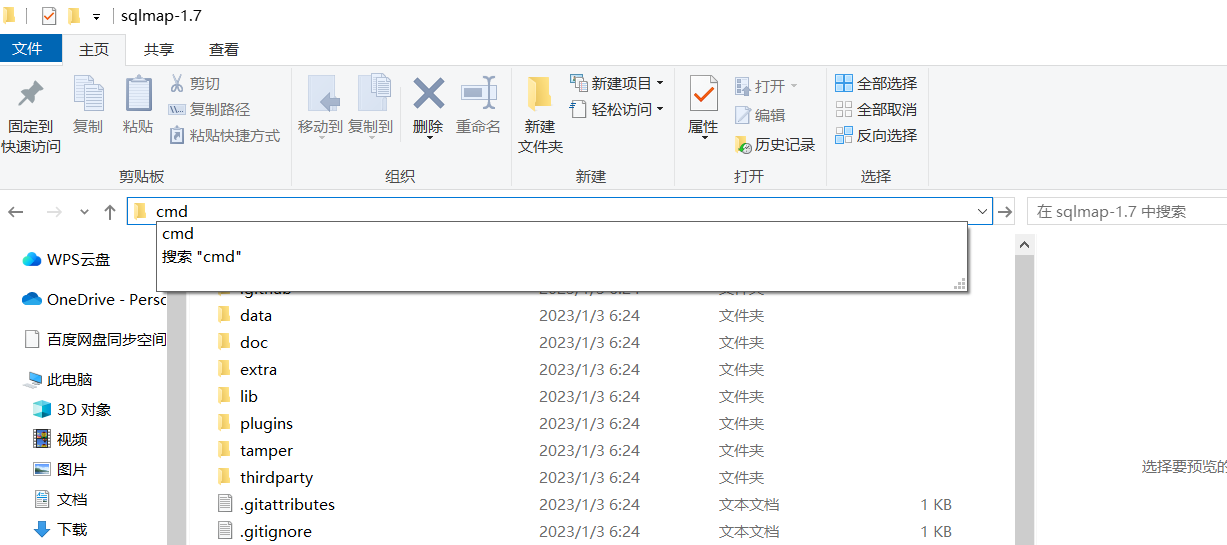 sqlmap-1.7
文件 主页 共享 查看
固定到
快速访问
复制
粘贴
剪切
复制路径
粘贴快捷方式
剪贴板
移动到
复制到
删除
重命名
组织
新建
文件夹
新建项目
轻松访问
新建
属性
打开
编辑
历史记录
打开
全部选择
全部取消
反向选择
选择
cmd
在 sqlmap-1.7 中搜索
cmd
搜索 "cmd"
WPS云盘
OneDrive - Persc
百度网盘同步空间
此电脑
3D 对象
视频
图片
文档
下载
.github 2023/1/3 6:24 文件夹
data 2023/1/3 6:24 文件夹
doc 2023/1/3 6:24 文件夹
extra 2023/1/3 6:24 文件夹
lib 2023/1/3 6:24 文件夹
plugins 2023/1/3 6:24 文件夹
tamper 2023/1/3 6:24 文件夹
thirdparty 2023/1/3 6:24 文件夹
.gitattributes 2023/1/3 6:24 文本文档 1 KB
.gitignore 2023/1/3 6:24 文本文档 1 KB
选择要预览的